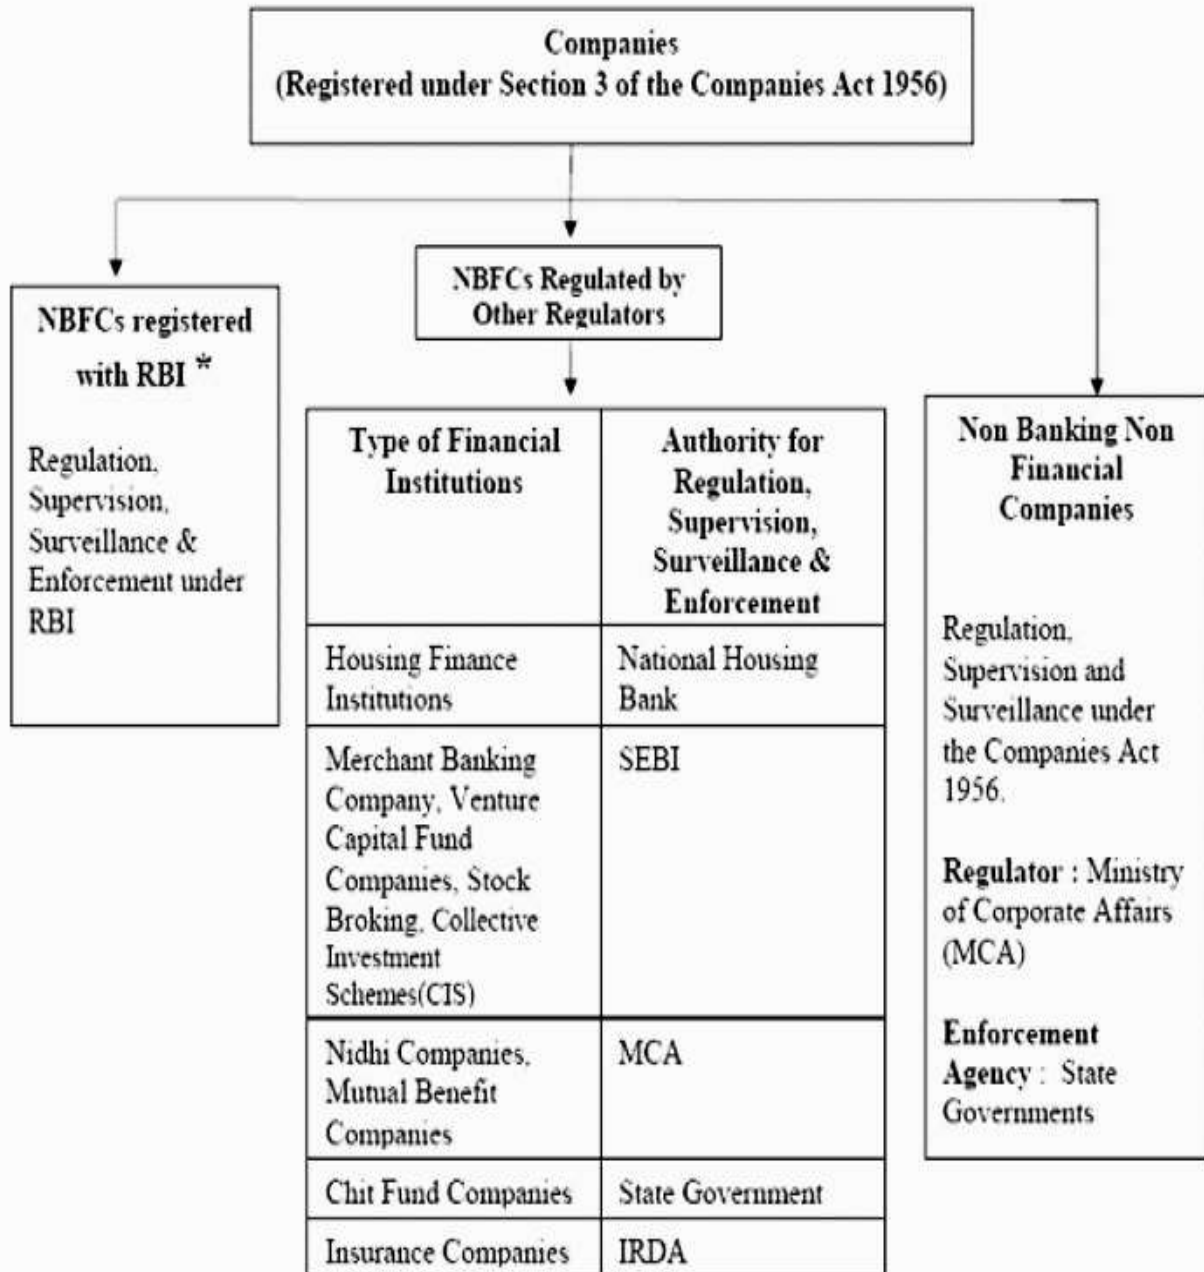 Companies
(Registered under Section 3 of the Companies Act 1956)
NBFCs registered
with RBI *
Regulation,
Supervision,
Surveillance &
Enforcement under
RBI
NBFCs Regulated by
Other Regulators
Type of Financial
Institutions
Authority for
Regulation,
Supervision,
Surveillance &
Enforcement
Housing Finance
Institutions
National Housing
Bank
Merchant Banking
Company, Venture
Capital Fund
Companies, Stock
Broking, Collective
Investment
Schemes(CIS)
SEBI
Nidhi Companies,
Mutual Benefit
Companies
MCA
Chit Fund Companies
State Government
Insurance Companies
IRDA
Non Banking Non
Financial
Companies
Regulation,
Supervision and
Surveillance under
the Companies Act
1956.
Regulator : Ministry
of Corporate Affairs
(MCA)
Enforcement
Agency : State
Governments